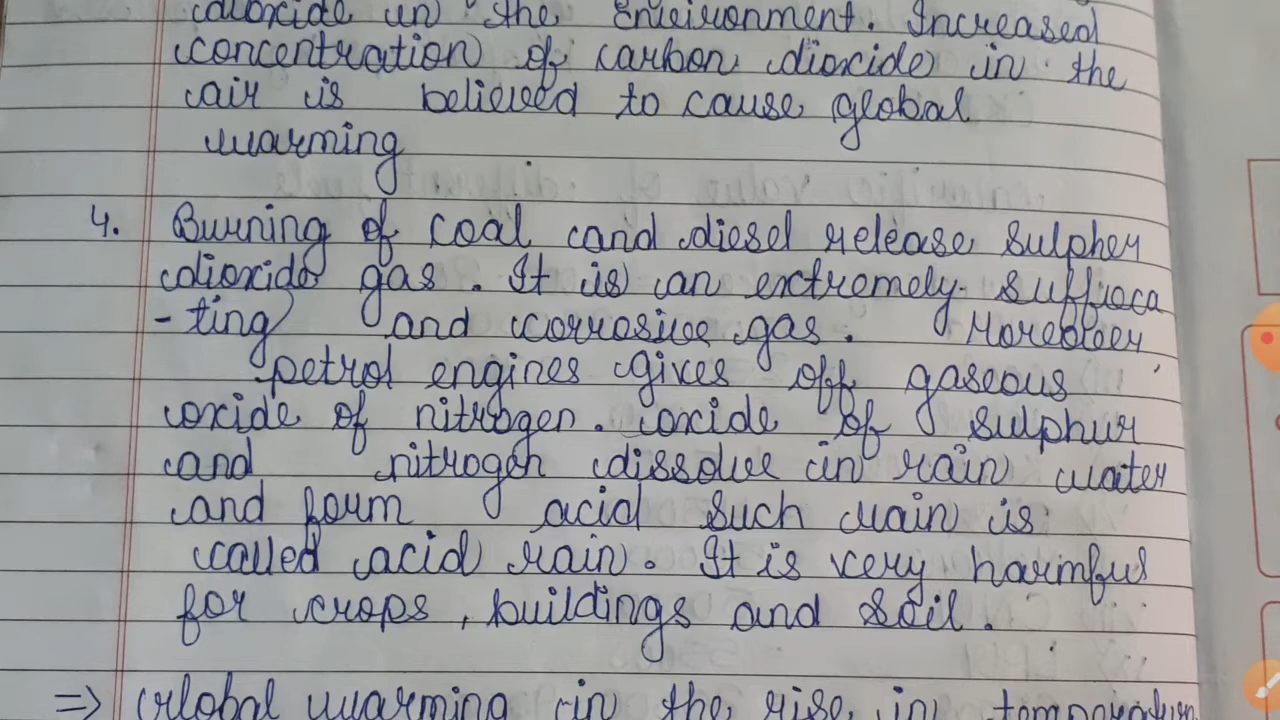 dioxide in the Environment. Increased
concentration of carbon dioxide in the
air is believed to cause global
warming
4. Burning of coal and diesel release sulpher
dioxide gas. It is an extremely suffoca
-ting and corrosive gas. Moreover
petrol engines gives off gaseous
oxide of nitrogen. oxide of sulphur
and nitrogen dissolve in rain water
and form acid such rain is
called acid rain. It is very harmful
for crops, buildings and soil.
=> Global warming in the rise in temperature